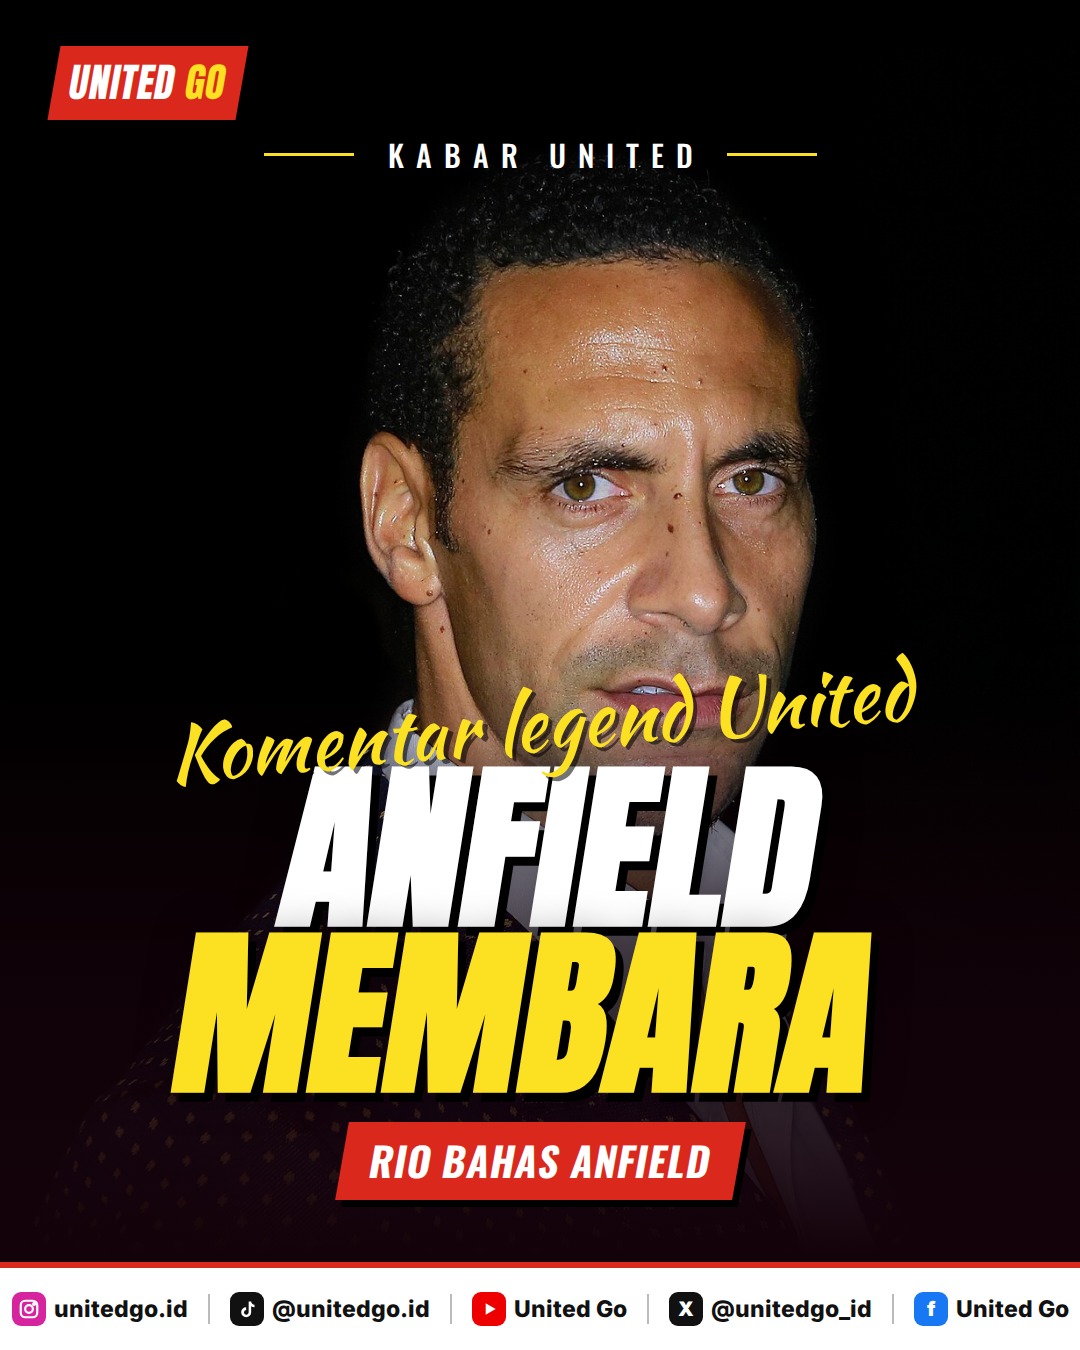 UNITED GO
KABAR UNITED
Komentar legend United
ANFIELD
MEMBARA
RIO BAHAS ANFIELD
unitedgo.id
@unitedgo.id
United Go
@unitedgo_id
United Go